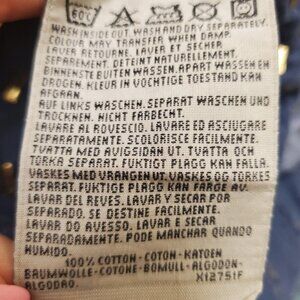 60°C
WASH INSIDE OUT. WASH AND DRY SEPARATELY.
COLOUR MAY TRANSFER WHEN DAMP.
LAVER RETOURNE. LAVER ET SECHER
SEPAREMENT. DETEINT NATURELLEMENT.
BINNENSTE BUITEN WASSEN. APART WASSEN EN
DROGEN. KLEUR IN VOCHTIGE TOESTAND KAN
AF
AUF LINKS WASCHEN. SEPARAT WASCHEN UND
TROCKNEN. NICHT FARBECHT.
LAVARE AL ROVESCIO. LAVARE ED ASCIUGARE
SEPARATAMENTE. SCOLORISCE FACILMENTE.
TVÄTTA MED AVIGSIDAN UT. TVÄTTA OCH
TORKA SEPARAT. FUKTIGT PLAGG KAN FÄLLA.
VASKES MED VRANGEN UT. VASKES OG TØRKES
SEPARAT. FUKTIGE PLAGG KAN FARGE AV.
LAVAR DEL REVES. LAVAR Y SECAR POR
SEPARADO. SE DESTIÑE FACILMENTE.
LAVAR DO AVESSO. LAVAR E SECAR
SEPARADAMENTE. PODE MANCHAR QUANDO
HUMIDO.
100% COTTON-COTON-KATOEN
BAUMWOLLE-COTONE-BOMULL-ALGODON-
ALGODÃO. X12751F